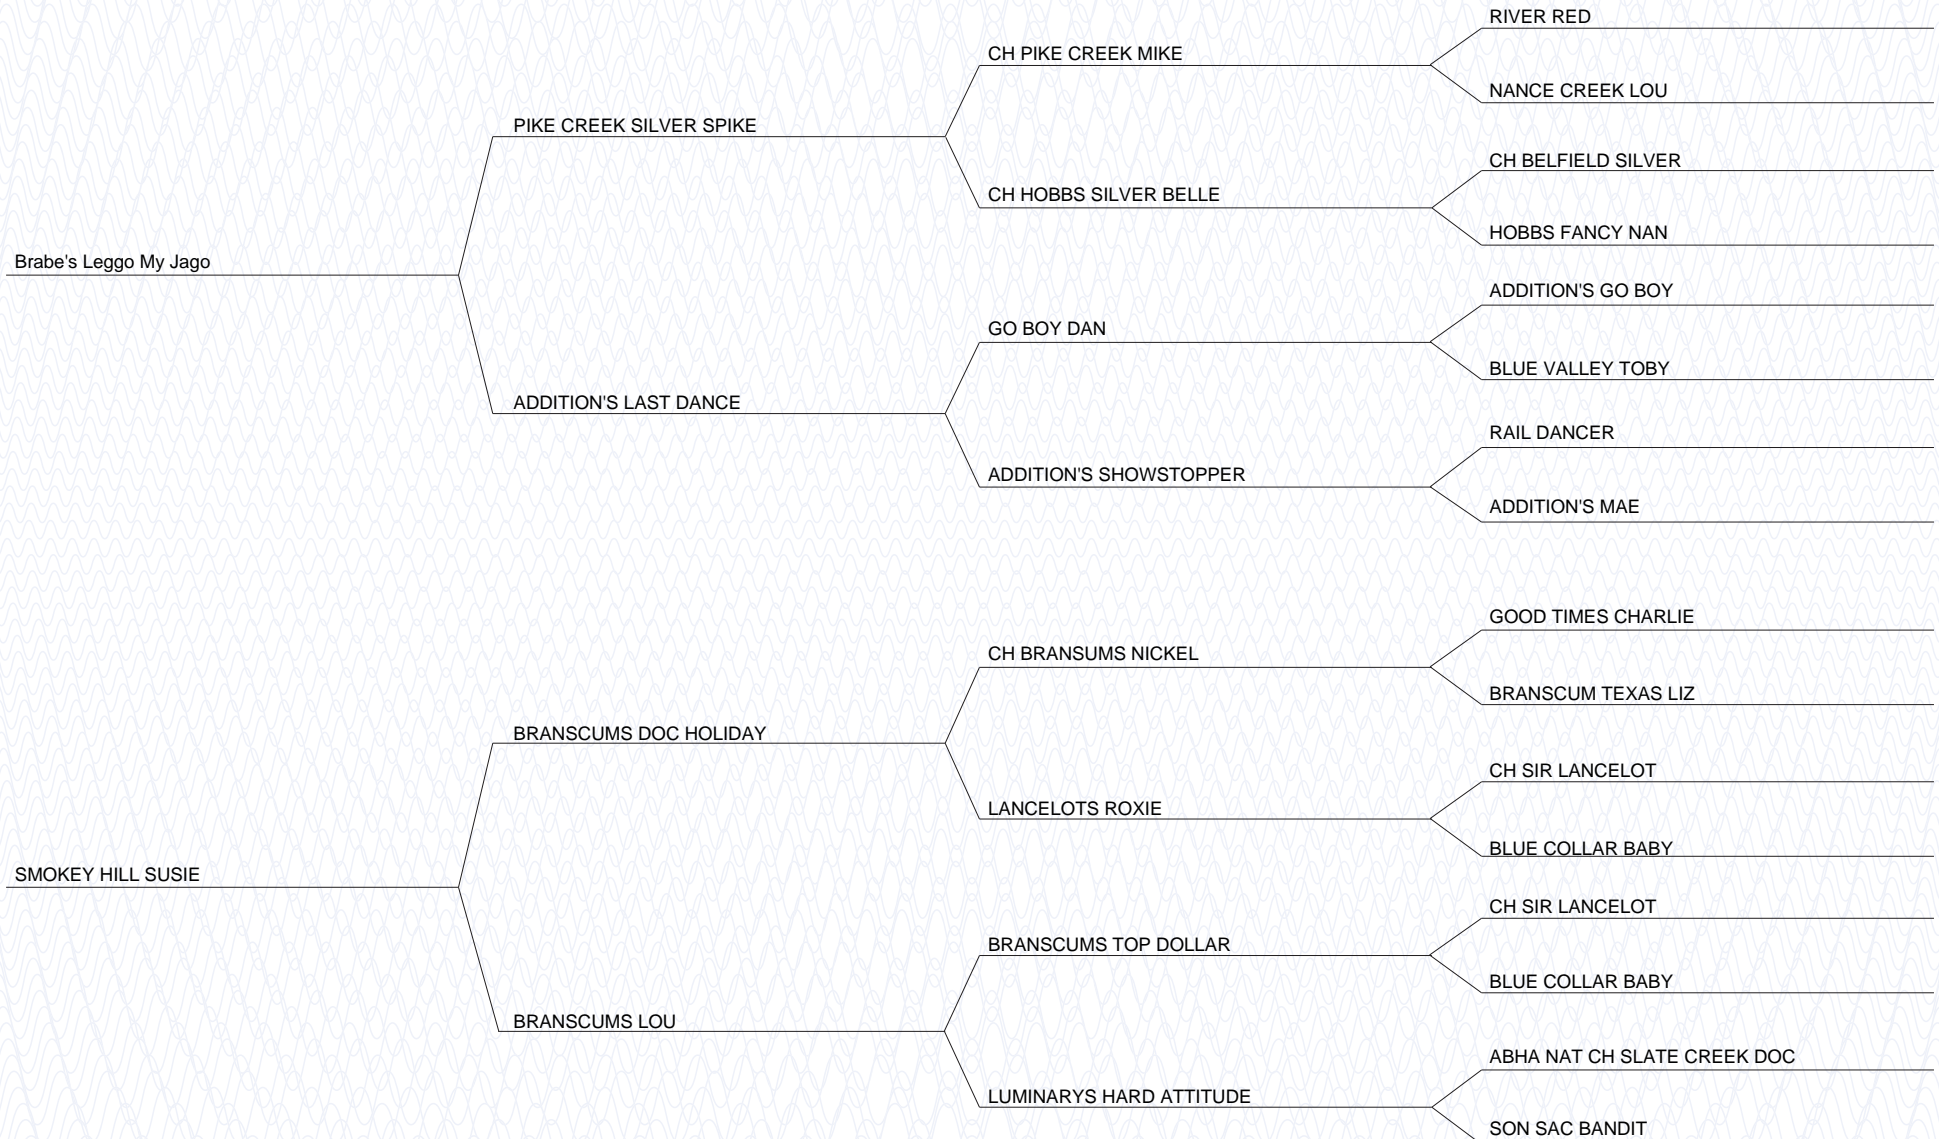 RIVER RED
CH PIKE CREEK MIKE
NANCE CREEK LOU
PIKE CREEK SILVER SPIKE
CH BELFIELD SILVER
CH HOBBS SILVER BELLE
HOBBS FANCY NAN
Brabe's Leggo My Jago
ADDITION'S GO BOY
GO BOY DAN
BLUE VALLEY TOBY
ADDITION'S LAST DANCE
RAIL DANCER
ADDITION'S SHOWSTOPPER
ADDITION'S MAE
GOOD TIMES CHARLIE
CH BRANSUMS NICKEL
BRANSCUM TEXAS LIZ
BRANSCUMS DOC HOLIDAY
CH SIR LANCELOT
LANCELOTS ROXIE
BLUE COLLAR BABY
SMOKEY HILL SUSIE
CH SIR LANCELOT
BRANSCUMS TOP DOLLAR
BLUE COLLAR BABY
BRANSCUMS LOU
ABHA NAT CH SLATE CREEK DOC
LUMINARYS HARD ATTITUDE
SON SAC BANDIT